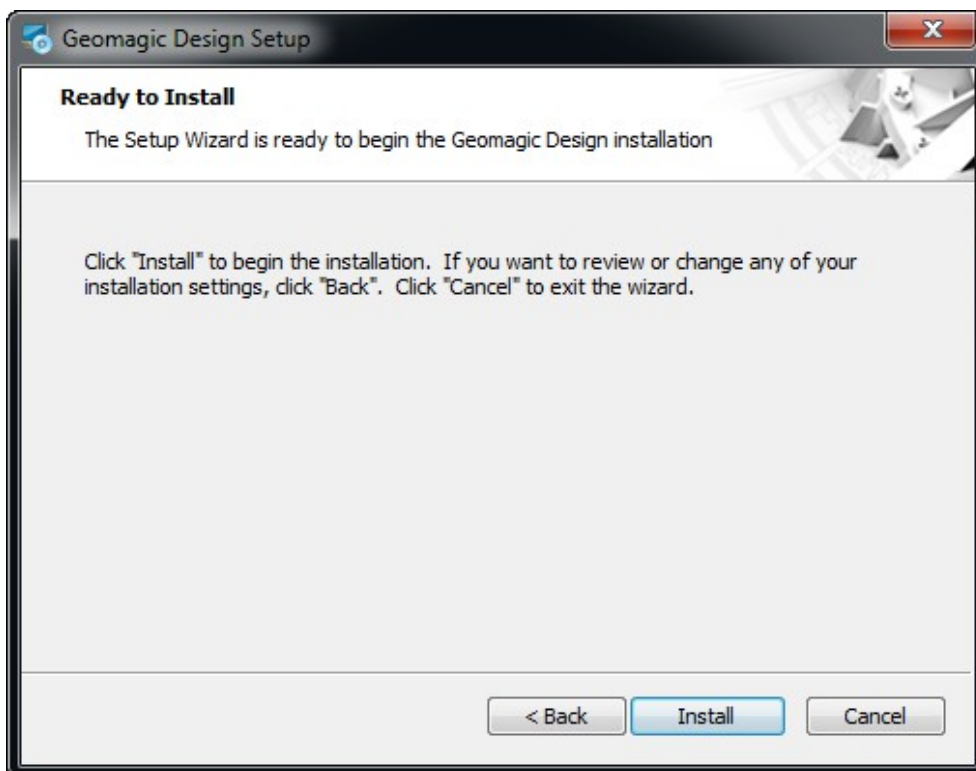 Geomagic Design Setup
Ready to Install
The Setup Wizard is ready to begin the Geomagic Design installation
Click "Install" to begin the installation.  If you want to review or change any of your
installation settings, click "Back".  Click "Cancel" to exit the wizard.
< Back
Install
Cancel